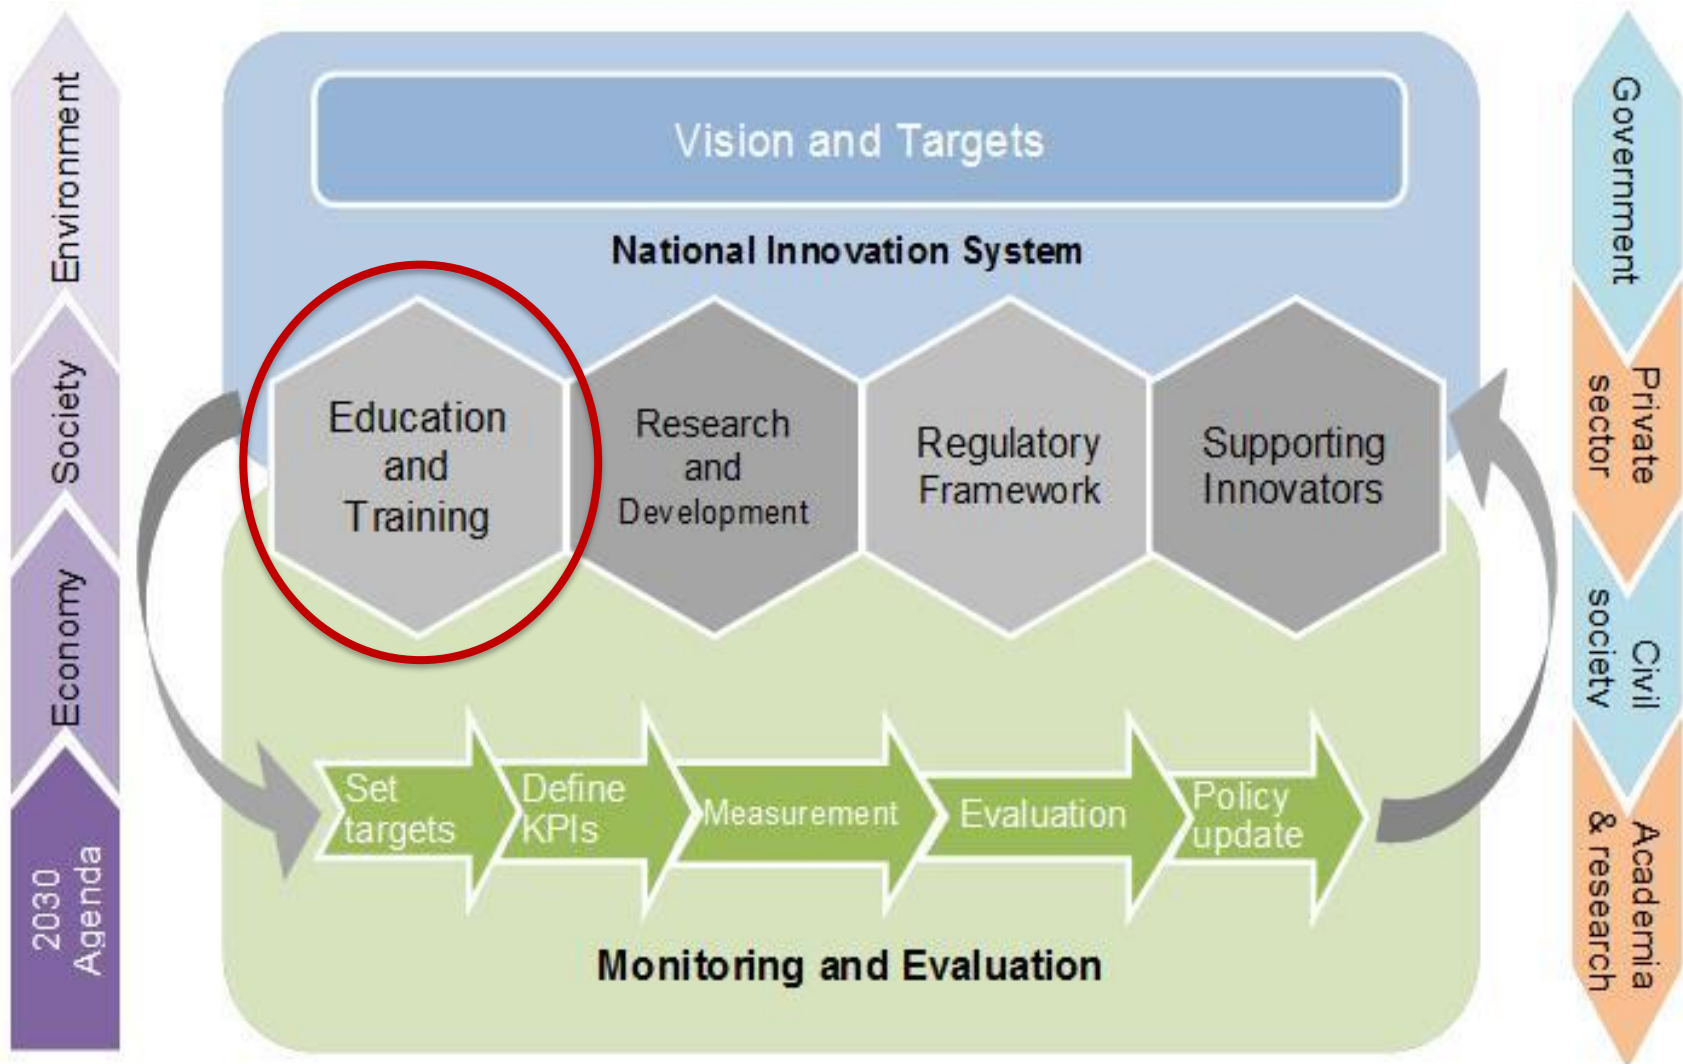 Environment
Society
Economy
2030
Agenda
Vision and Targets
National Innovation System
Education
and
Training
Research
and
Development
Regulatory
Framework
Supporting
Innovators
Set
targets
Define
KPIs
Measurement
Evaluation
Policy
update
Monitoring and Evaluation
Government
Private
sector
Civil
society
Academia
& research